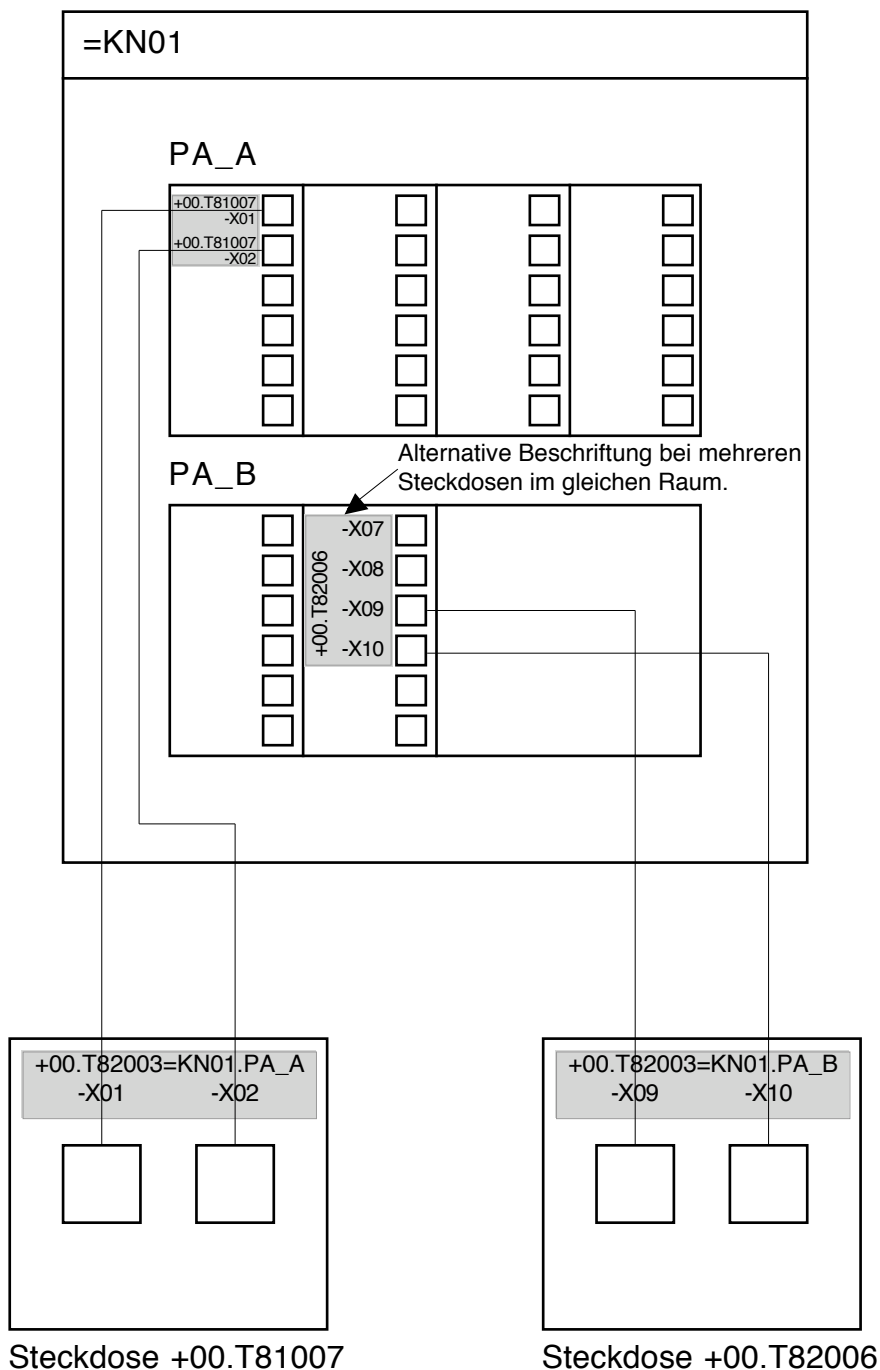 =KN01
PA_A
+00.T81007
-X01
+00.T81007
-X02
Alternative Beschriftung bei mehreren
Steckdosen im gleichen Raum.
PA_B
+00.T82006
-X07
-X08
-X09
-X10
+00.T82003=KN01.PA_A
-X01 -X02
+00.T82003=KN01.PA_B
-X09 -X10
Steckdose +00.T81007
Steckdose +00.T82006